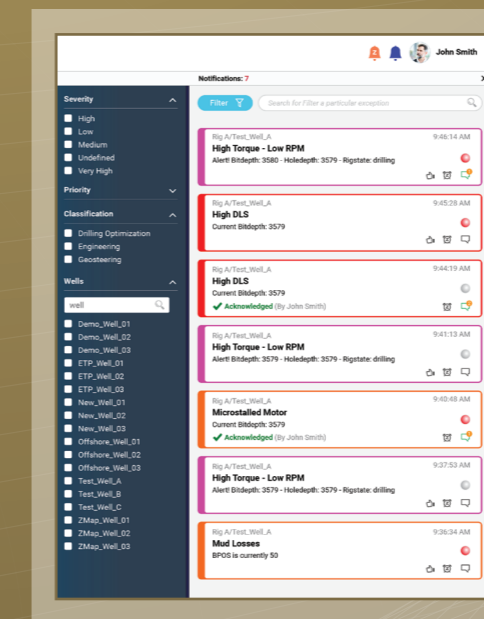 2
John Smith
Notifications: 7
Severity
High
Low
Medium
Undefined
Very High
Priority
Classification
Drilling Optimization
Engineering
Geosteering
Wells
well
Demo_Well_01
Demo_Well_02
Demo_Well_03
ETP_Well_01
ETP_Well_02
ETP_Well_03
New_Well_01
New_Well_02
New_Well_03
Offshore_Well_01
Offshore_Well_02
Offshore_Well_03
Test_Well_A
Test_Well_B
Test_Well_C
ZMap_Well_01
ZMap_Well_02
ZMap_Well_03
Filter
Search for Filter a particular exception
Rig A/Test_Well_A 9:46:14 AM
High Torque - Low RPM
Alert! Bitdepth: 3580 - Holedepth: 3579 - Rigstate: drilling
Rig A/Test_Well_A 9:45:28 AM
High DLS
Current Bitdepth: 3579
Rig A/Test_Well_A 9:44:19 AM
High DLS
Current Bitdepth: 3579
Acknowledged (By John Smith)
Rig A/Test_Well_A 9:41:13 AM
High Torque - Low RPM
Alert! Bitdepth: 3579 - Holedepth: 3579 - Rigstate: drilling
Rig A/Test_Well_A 9:40:48 AM
Microstalled Motor
Current Bitdepth: 3579
Acknowledged (By John Smith)
Rig A/Test_Well_A 9:37:53 AM
High Torque - Low RPM
Alert! Bitdepth: 3579 - Holedepth: 3579 - Rigstate: drilling
Rig A/Test_Well_A 9:36:34 AM
Mud Losses
BPOS is currently 50